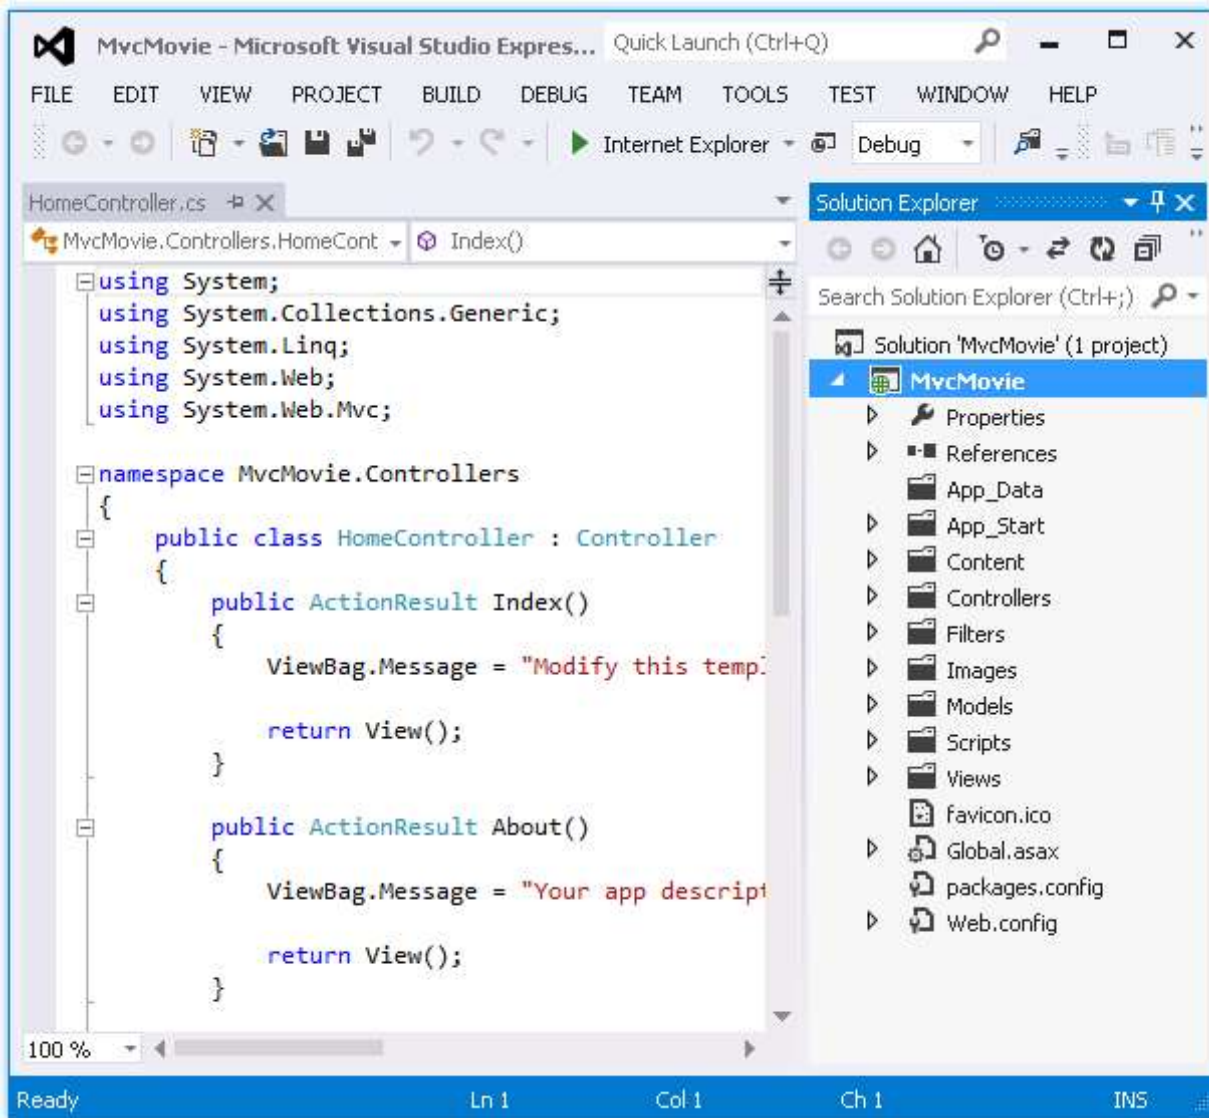 MvcMovie - Microsoft Visual Studio Expres... Quick Launch (Ctrl+Q)
FILE EDIT VIEW PROJECT BUILD DEBUG TEAM TOOLS TEST WINDOW HELP
Internet Explorer Debug
HomeController.cs
MvcMovie.Controllers.HomeCont Index()
using System;
using System.Collections.Generic;
using System.Linq;
using System.Web;
using System.Web.Mvc;
namespace MvcMovie.Controllers
{
public class HomeController : Controller
{
public ActionResult Index()
{
ViewBag.Message = "Modify this templ
return View();
}
public ActionResult About()
{
ViewBag.Message = "Your app descript
return View();
}
100 %
Solution Explorer
Search Solution Explorer (Ctrl+;)
Solution 'MvcMovie' (1 project)
MvcMovie
Properties
References
App_Data
App_Start
Content
Controllers
Filters
Images
Models
Scripts
Views
favicon.ico
Global.asax
packages.config
Web.config
Ready Ln 1 Col 1 Ch 1 INS